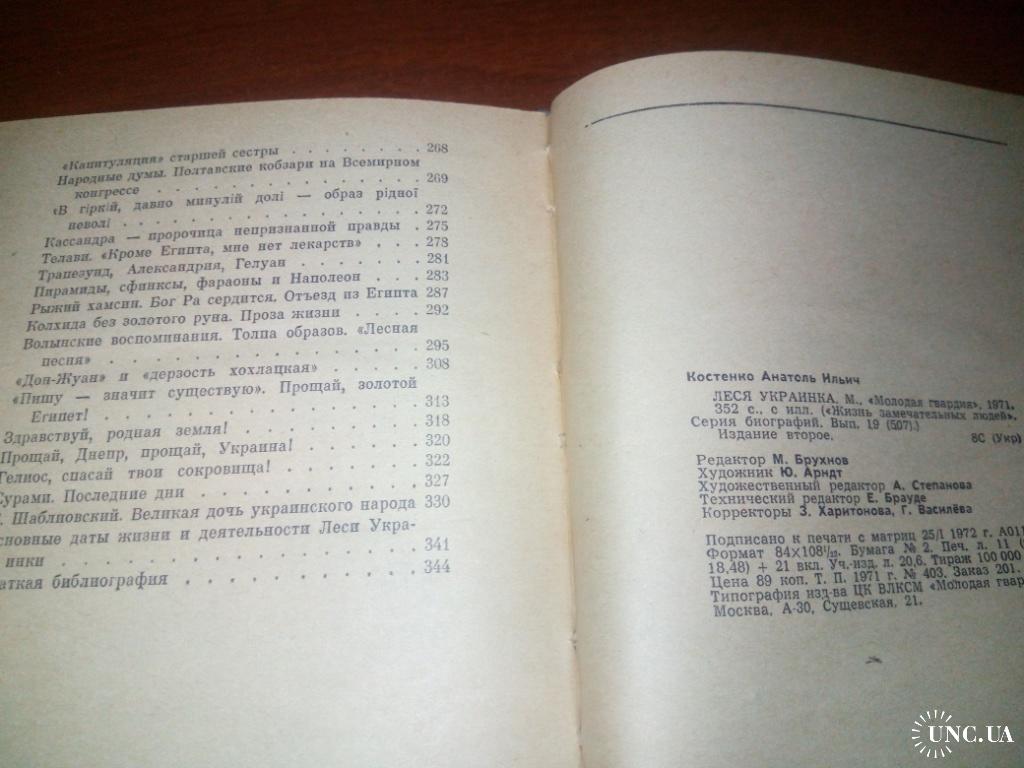 «Капитуляция» старшей сестры . . . . . . . . 268
Народные думы. Полтавские кобзари на Всемирном
конгрессе . . . . . . . . . . . . . . 269
«В гіркій, давно минулій долі — образ рідної
неволі . . . . . . . . . . . . . . . . 272
Кассандра — пророчица непризнанной правды . 275
Телави. «Кроме Египта, мне нет лекарств» . . . 278
Трапезунд, Александрия, Гелуан . . . . . . . 281
Пирамиды, сфинксы, фараоны и Наполеон . . . 283
Рыжий хамсин. Бог Ра сердится. Отъезд из Египта 287
Колхида без золотого руна. Проза жизни . . . . 292
Волынские воспоминания. Толпа образов. «Лесная
песня» . . . . . . . . . . . . . . . . 295
«Дон-Жуан» и «дерзость хохлацкая» . . . . . . 308
«Пишу — значит существую». Прощай, золотой
Египет! . . . . . . . . . . . . . . . . 313
Здравствуй, родная земля! . . . . . . . . . . 318
Прощай, Днепр, прощай, Украина! . . . . . . . 320
Гелиос, спасай твои сокровища! . . . . . . . . 322
Сурами. Последние дни . . . . . . . . . . . . 327
Шаблиовский. Великая дочь украинского народа 330
сновные даты жизни и деятельности Леси Укра-
инки . . . . . . . . . . . . . . . . . . 341
раткая библиография . . . . . . . . . . . . 344
Костенко Анатоль Ильич
ЛЕСЯ УКРАИНКА. М., «Молодая гвардия», 1971.
352 с., с илл. («Жизнь замечательных людей».
Серия биографий. Вып. 19 (507).)
Издание второе.
8С (Укр)
Редактор М. Брухнов
Художник Ю. Арндт
Художественный редактор А. Степанова
Технический редактор Е. Брауде
Корректоры З. Харитонова, Г. Василёва
Подписано к печати с матриц 25/I 1972 г. А011
Формат 84×108¹/₃₂. Бумага № 2. Печ. л. 11
18,48) + 21 вкл. Уч.-изд. л. 20,6. Тираж 100 000
Цена 89 коп. Т. П. 1971 г. № 403. Заказ 201.
Типография изд-ва ЦК ВЛКСМ «Молодая гвар
Москва, А-30, Сущевская, 21.
UNC.UA